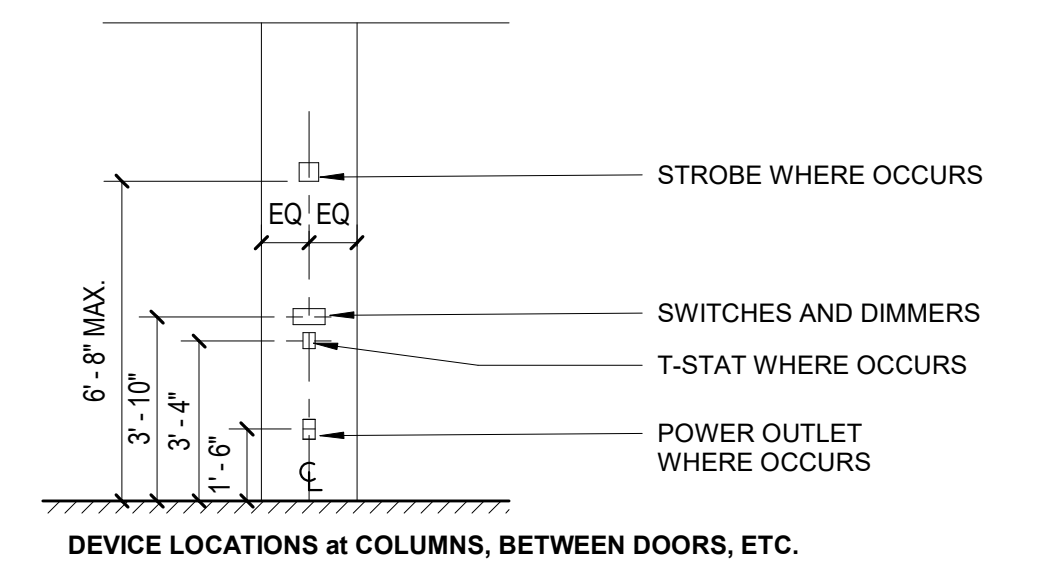 STROBE WHERE OCCURS
EQ EQ
6' - 8" MAX.
3' - 10"
3' - 4"
1' - 6"
SWITCHES AND DIMMERS
T-STAT WHERE OCCURS
POWER OUTLET
WHERE OCCURS
CL
DEVICE LOCATIONS at COLUMNS, BETWEEN DOORS, ETC.